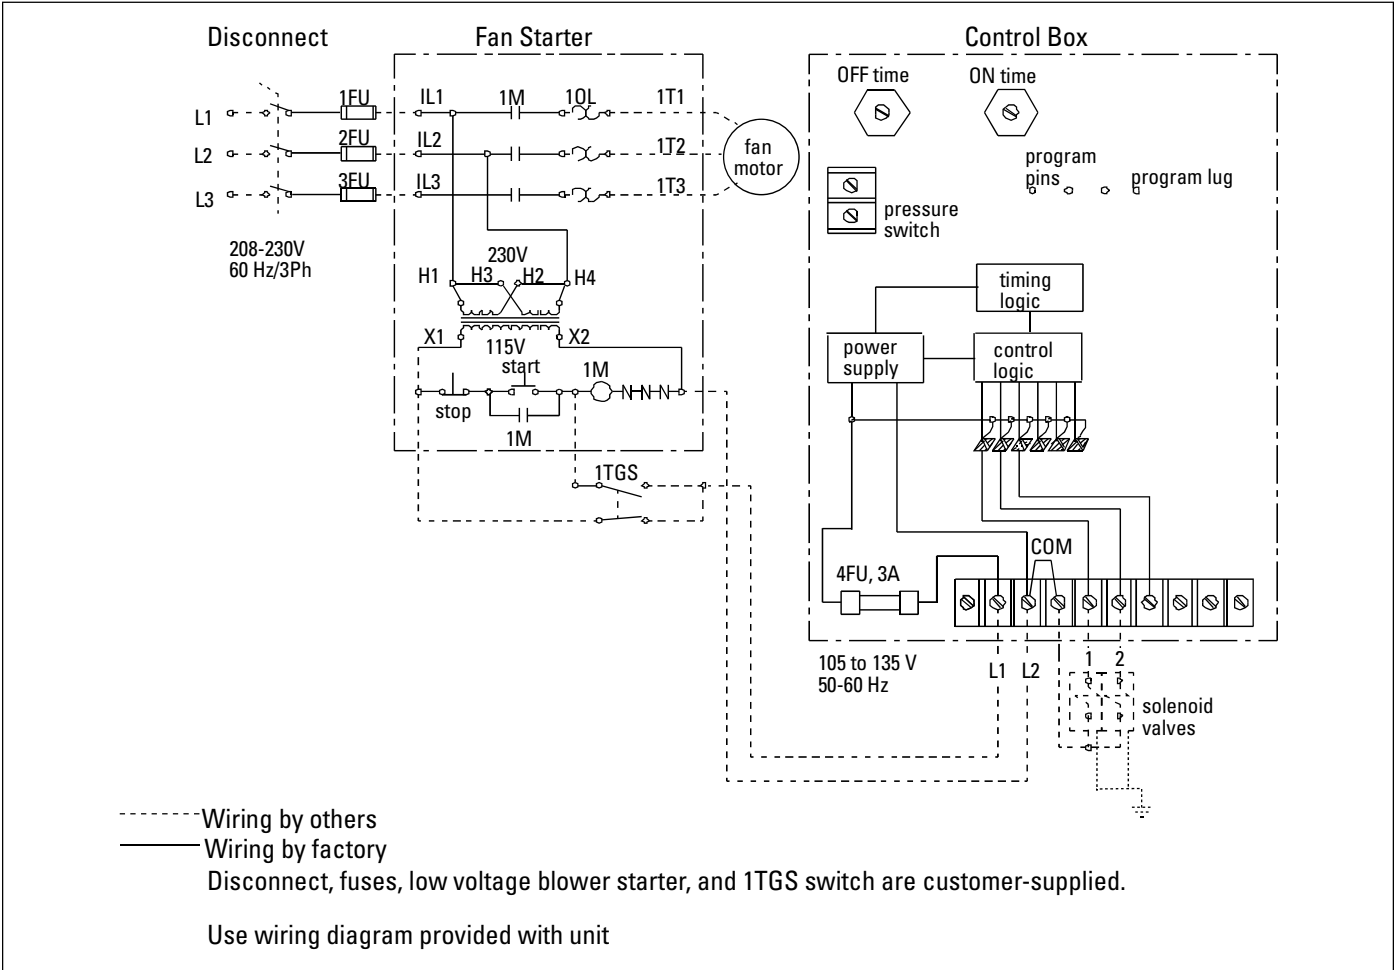 Disconnect
Fan Starter
Control Box
OFF time
ON time
1FU
IL1
1M
1OL
1T1
L1
2FU
IL2
1T2
L2
fan
motor
3FU
IL3
1T3
L3
program
pins
program lug
pressure
switch
208-230V
60 Hz/3Ph
230V
H1
H3
H2
H4
timing
logic
X1
115V
X2
power
supply
control
logic
start
1M
stop
1M
1TGS
COM
4FU, 3A
105 to 135 V
50-60 Hz
L1
L2
1
2
solenoid
valves
Wiring by others
Wiring by factory
Disconnect, fuses, low voltage blower starter, and 1TGS switch are customer-supplied.
Use wiring diagram provided with unit